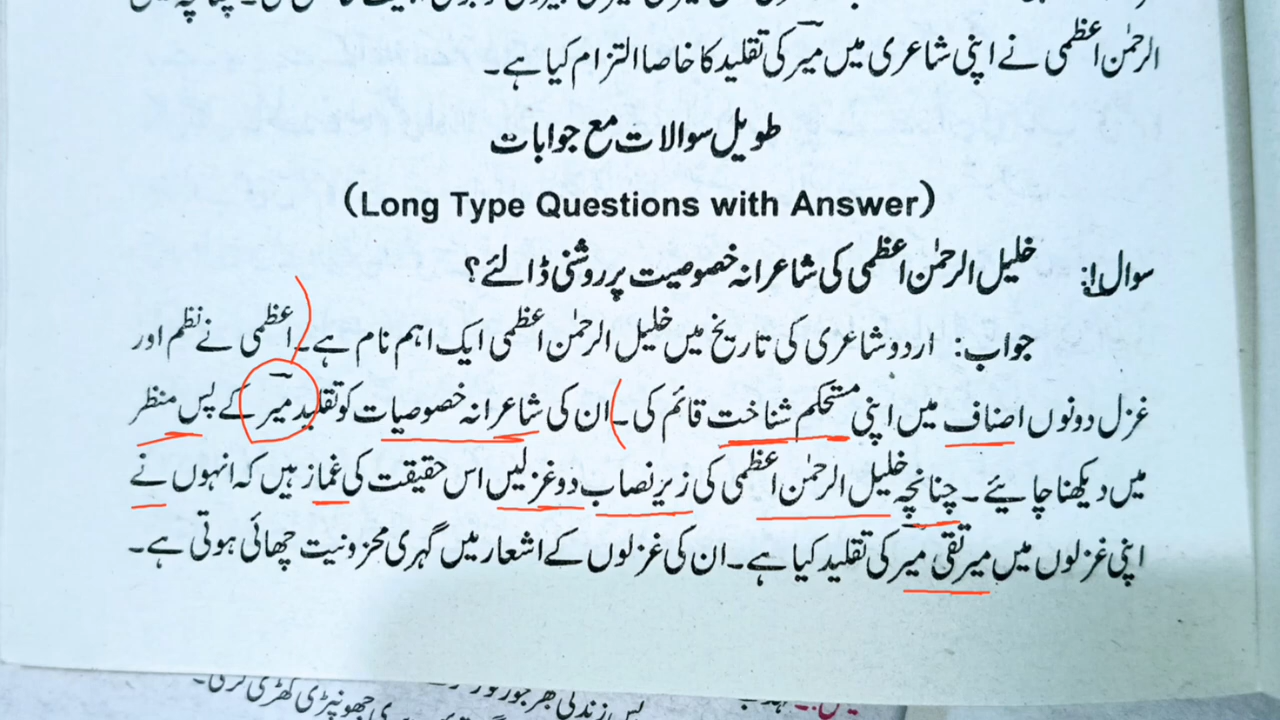 الرحمٰن اعظمی نے اپنی شاعری میں میرؔ کی تقلید کا خاصا التزام کیا ہے۔
طویل سوالات مع جوابات
(Long Type Questions with Answer)
سوال ا: خلیل الرحمٰن اعظمی کی شاعرانہ خصوصیت پر روشنی ڈالئے؟
جواب: اردو شاعری کی تاریخ میں خلیل الرحمٰن اعظمی ایک اہم نام ہے۔ اعظمی نے نظم اور
غزل دونوں اصناف میں اپنی مستحکم شناخت قائم کی۔ ان کی شاعرانہ خصوصیات کو تقلید میرؔ کے پس منظر
میں دیکھنا چاہیئے۔ چنانچہ خلیل الرحمٰن اعظمی کی زیر نصاب دو غزلیں اس حقیقت کی غماز ہیں کہ انہوں نے
اپنی غزلوں میں میر تقی میرؔ کی تقلید کیا ہے۔ ان کی غزلوں کے اشعار میں گہری محزونیت چھائی ہوتی ہے۔
جھونپڑی کھڑی کرلی۔